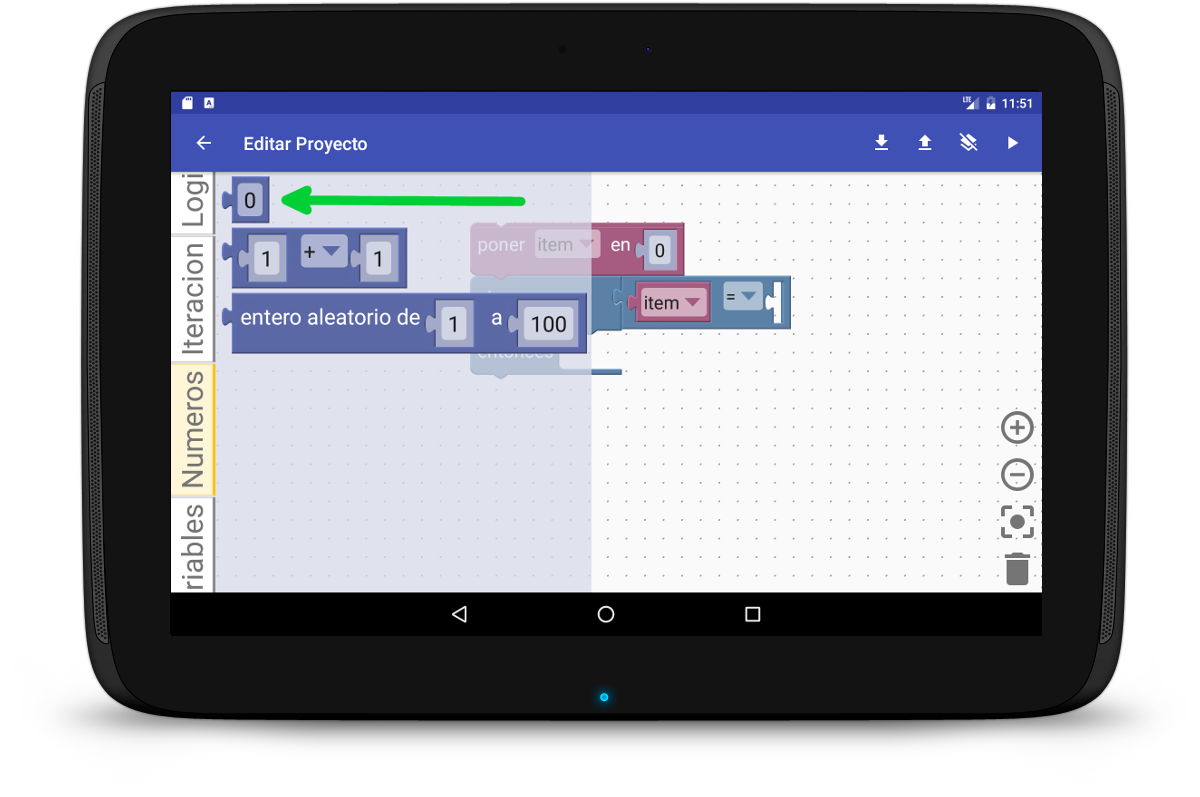 LTE 11:51
Editar Proyecto
Logi
0
Iteracion
1 + 1
poner item en 0
item =
entero aleatorio de 1 a 100
entonces
Numeros
riables